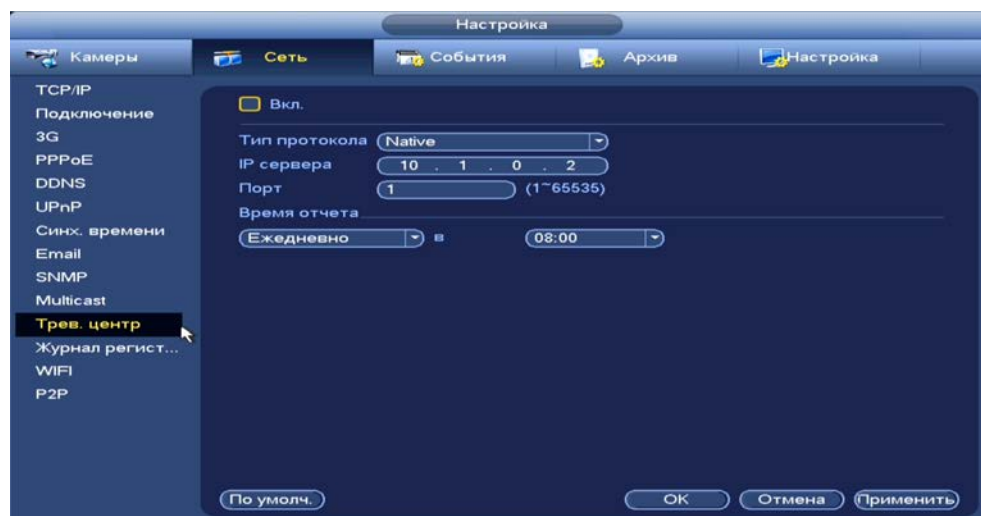 Настройка
Камеры
Сеть
События
Архив
Настройка
TCP/IP
Подключение
3G
PPPoE
DDNS
UPnP
Синх. времени
Email
SNMP
Multicast
Трев. центр
Журнал регист...
WIFI
P2P
Вкл.
Тип протокола Native
IP сервера 10 . 1 . 0 . 2
Порт 1 (1~65535)
Время отчета
Ежедневно в 08:00
По умолч. OK Отмена Применить